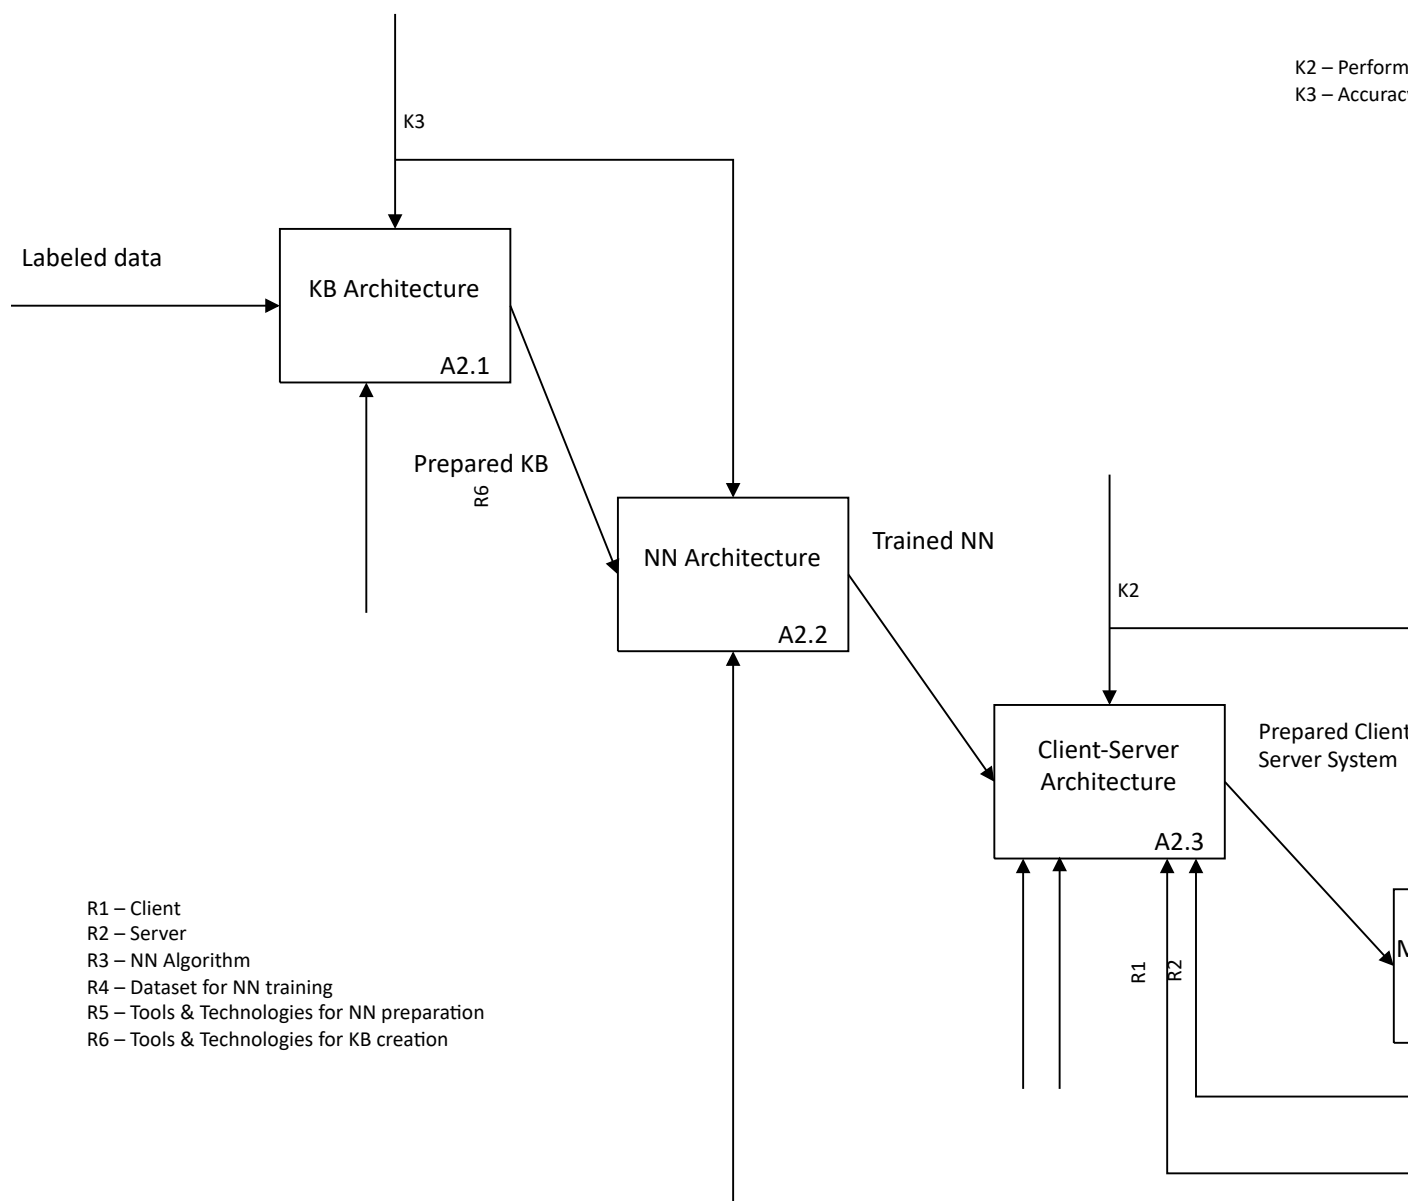 K2 – Perform
K3 – Accurac
K3
Labeled data
KB Architecture
A2.1
Prepared KB
R6
NN Architecture
A2.2
Trained NN
K2
Client-Server
Architecture
A2.3
Prepared Client
Server System
R1 – Client
R2 – Server
R3 – NN Algorithm
R4 – Dataset for NN training
R5 – Tools & Technologies for NN preparation
R6 – Tools & Technologies for KB creation
R1
R2